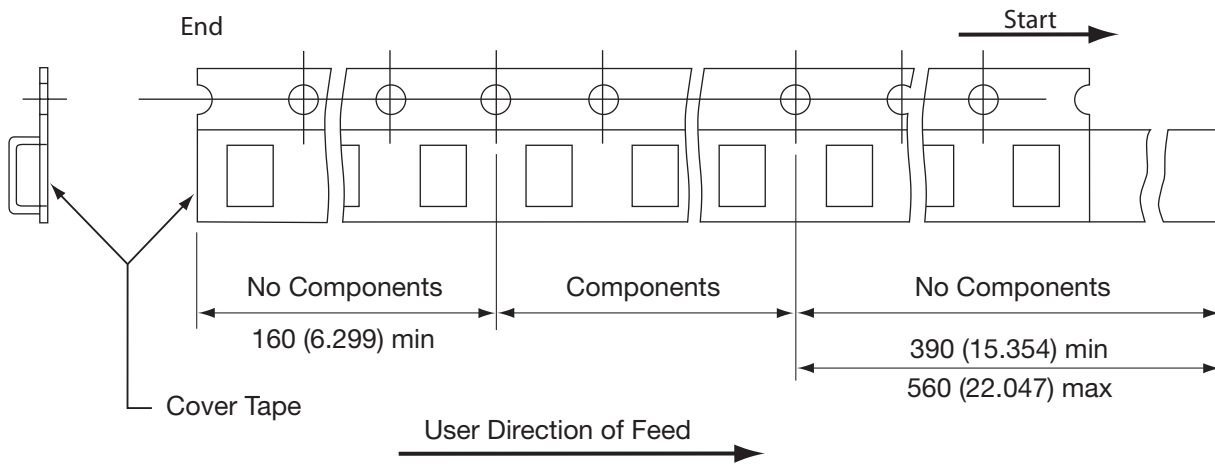 End
Start
No Components
Components
No Components
160 (6.299) min
390 (15.354) min
560 (22.047) max
Cover Tape
User Direction of Feed